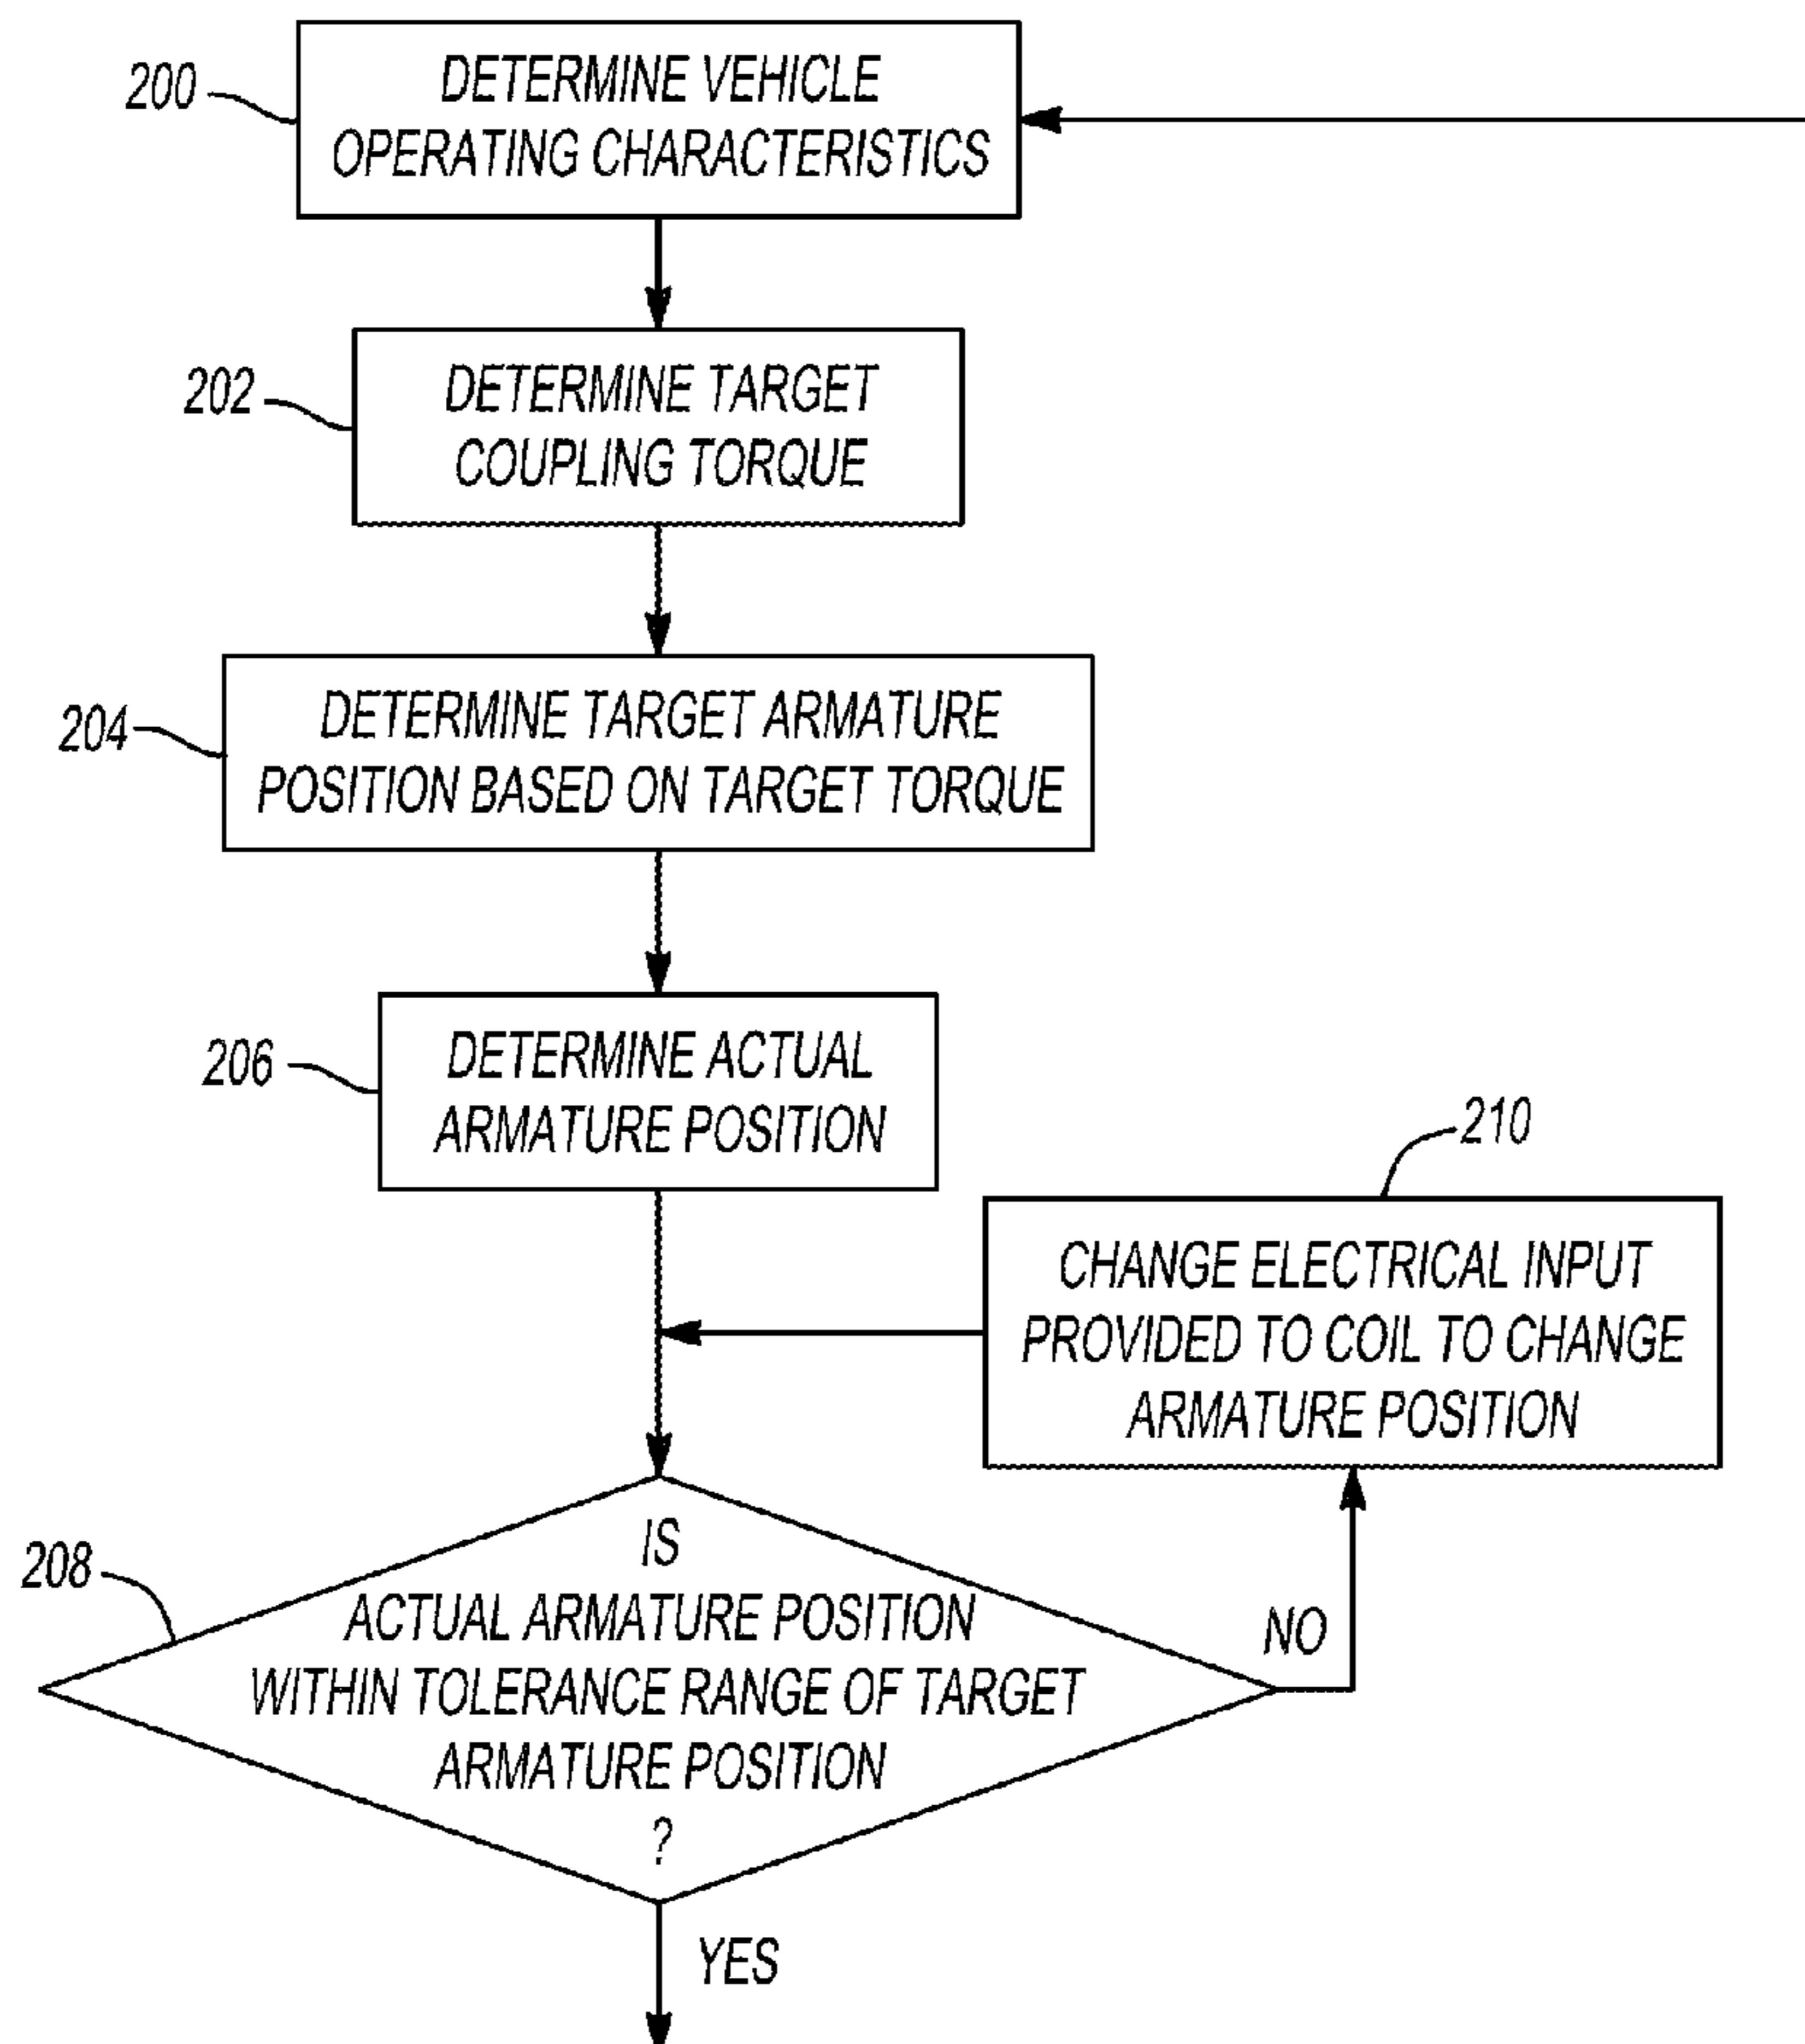 200
DETERMINE VEHICLE
OPERATING CHARACTERISTICS
202
DETERMINE TARGET
COUPLING TORQUE
204
DETERMINE TARGET ARMATURE
POSITION BASED ON TARGET TORQUE
206
DETERMINE ACTUAL
ARMATURE POSITION
210
CHANGE ELECTRICAL INPUT
PROVIDED TO COIL TO CHANGE
ARMATURE POSITION
208
IS
ACTUAL ARMATURE POSITION
WITHIN TOLERANCE RANGE OF TARGET
ARMATURE POSITION
?
NO
YES